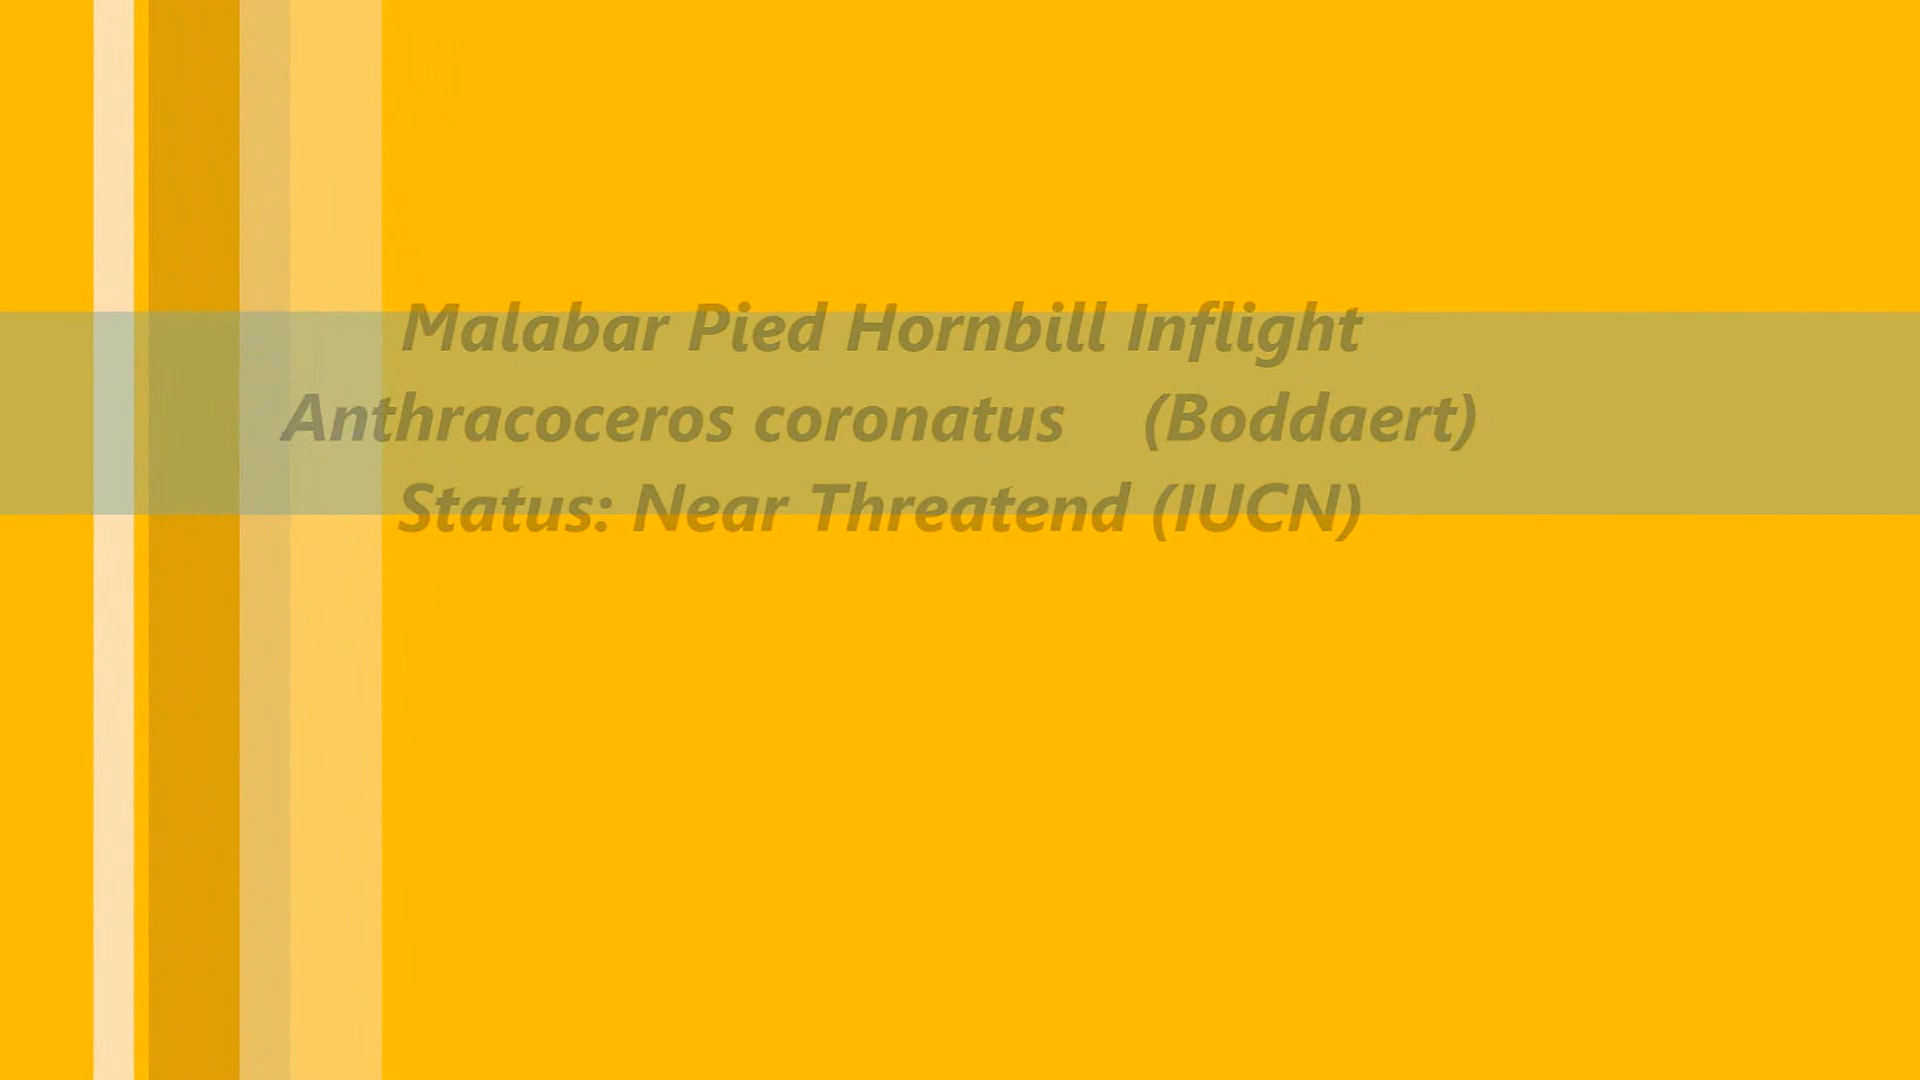 Malabar Pied Hornbill Inflight
Anthracoceros coronatus (Boddaert)
Status: Near Threatend (IUCN)